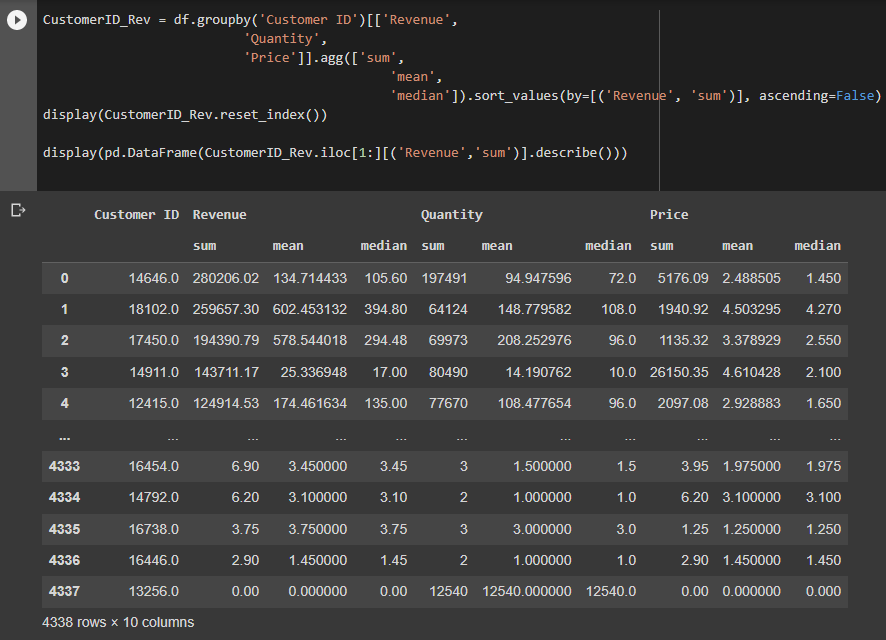 CustomerID_Rev = df.groupby('Customer ID')[['Revenue',
'Quantity',
'Price']].agg(['sum',
'mean',
'median']).sort_values(by=[('Revenue', 'sum')], ascending=False)
display(CustomerID_Rev.reset_index())
display(pd.DataFrame(CustomerID_Rev.iloc[1:][('Revenue','sum')].describe()))
Customer ID Revenue Quantity Price
sum mean median sum mean median sum mean median
0 14646.0 280206.02 134.714433 105.60 197491 94.947596 72.0 5176.09 2.488505 1.450
1 18102.0 259657.30 602.453132 394.80 64124 148.779582 108.0 1940.92 4.503295 4.270
2 17450.0 194390.79 578.544018 294.48 69973 208.252976 96.0 1135.32 3.378929 2.550
3 14911.0 143711.17 25.336948 17.00 80490 14.190762 10.0 26150.35 4.610428 2.100
4 12415.0 124914.53 174.461634 135.00 77670 108.477654 96.0 2097.08 2.928883 1.650
... ... ... ... ... ... ... ... ... ... ...
4333 16454.0 6.90 3.450000 3.45 3 1.500000 1.5 3.95 1.975000 1.975
4334 14792.0 6.20 3.100000 3.10 2 1.000000 1.0 6.20 3.100000 3.100
4335 16738.0 3.75 3.750000 3.75 3 3.000000 3.0 1.25 1.250000 1.250
4336 16446.0 2.90 1.450000 1.45 2 1.000000 1.0 2.90 1.450000 1.450
4337 13256.0 0.00 0.000000 0.00 12540 12540.000000 12540.0 0.00 0.000000 0.000
4338 rows × 10 columns